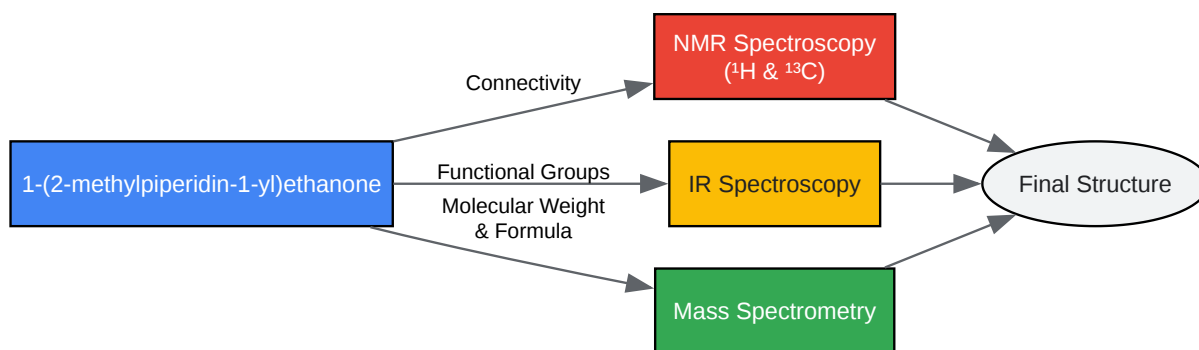 NMR Spectroscopy
(¹H & ¹³C)
Connectivity
1-(2-methylpiperidin-1-yl)ethanone
Functional Groups
IR Spectroscopy
Final Structure
Molecular Weight
& Formula
Mass Spectrometry